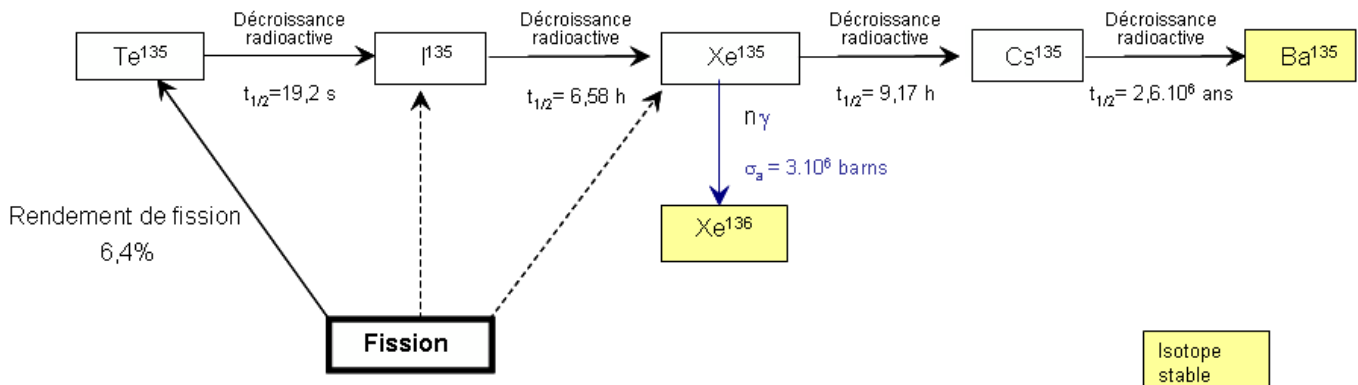 Décroissance
radioactive
Décroissance
radioactive
Décroissance
radioactive
Décroissance
radioactive
Te¹³⁵
I¹³⁵
Xe¹³⁵
Cs¹³⁵
Ba¹³⁵
t₁/₂=19,2 s
t₁/₂= 6,58 h
t₁/₂= 9,17 h
t₁/₂= 2,6.10⁶ ans
nγ
σₐ = 3.10⁶ barns
Rendement de fission
6,4%
Xe¹³⁶
Fission
Isotope
stable